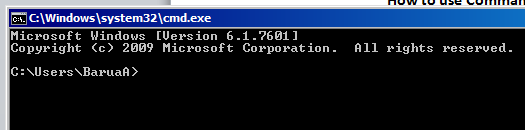 How to use Comman
C:\Windows\system32\cmd.exe
Microsoft Windows [Version 6.1.7601]
Copyright (c) 2009 Microsoft Corporation.  All rights reserved.
C:\Users\BaruaA>